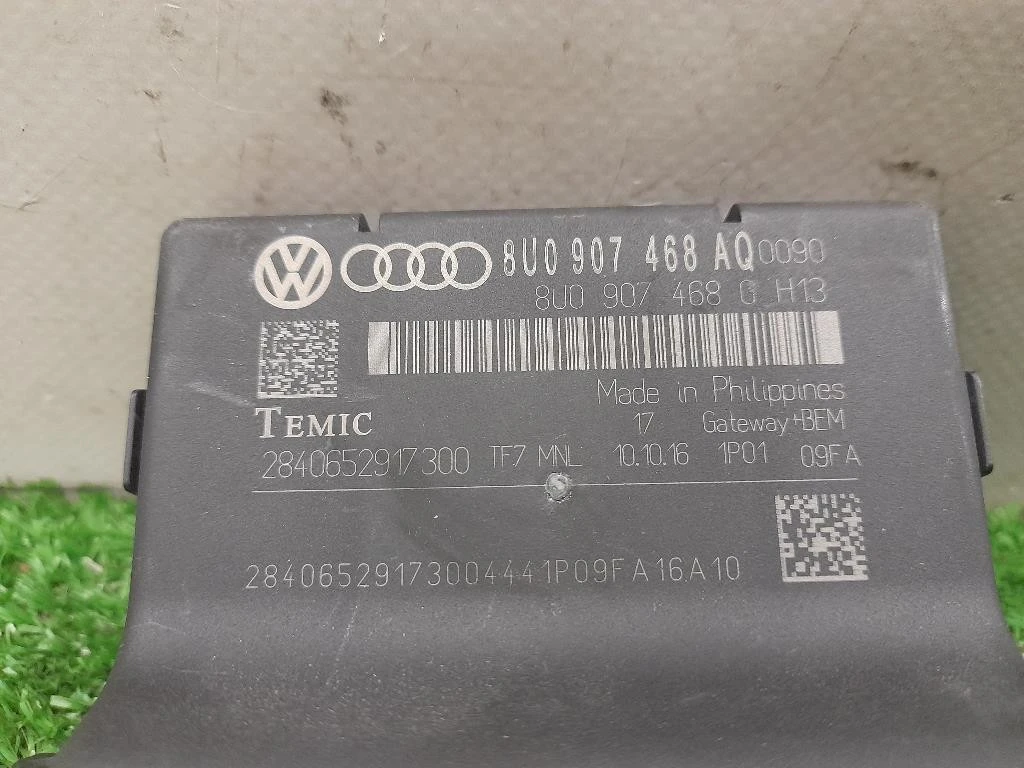 8U0 907 468 AQ 0090
8U0 907 468 G H13
Made in Philippines
TEMIC 17 Gateway+BEM
2840652917300 TF7 MNL 10.10.16 1P01 09FA
28406529173004441P09FA16A10